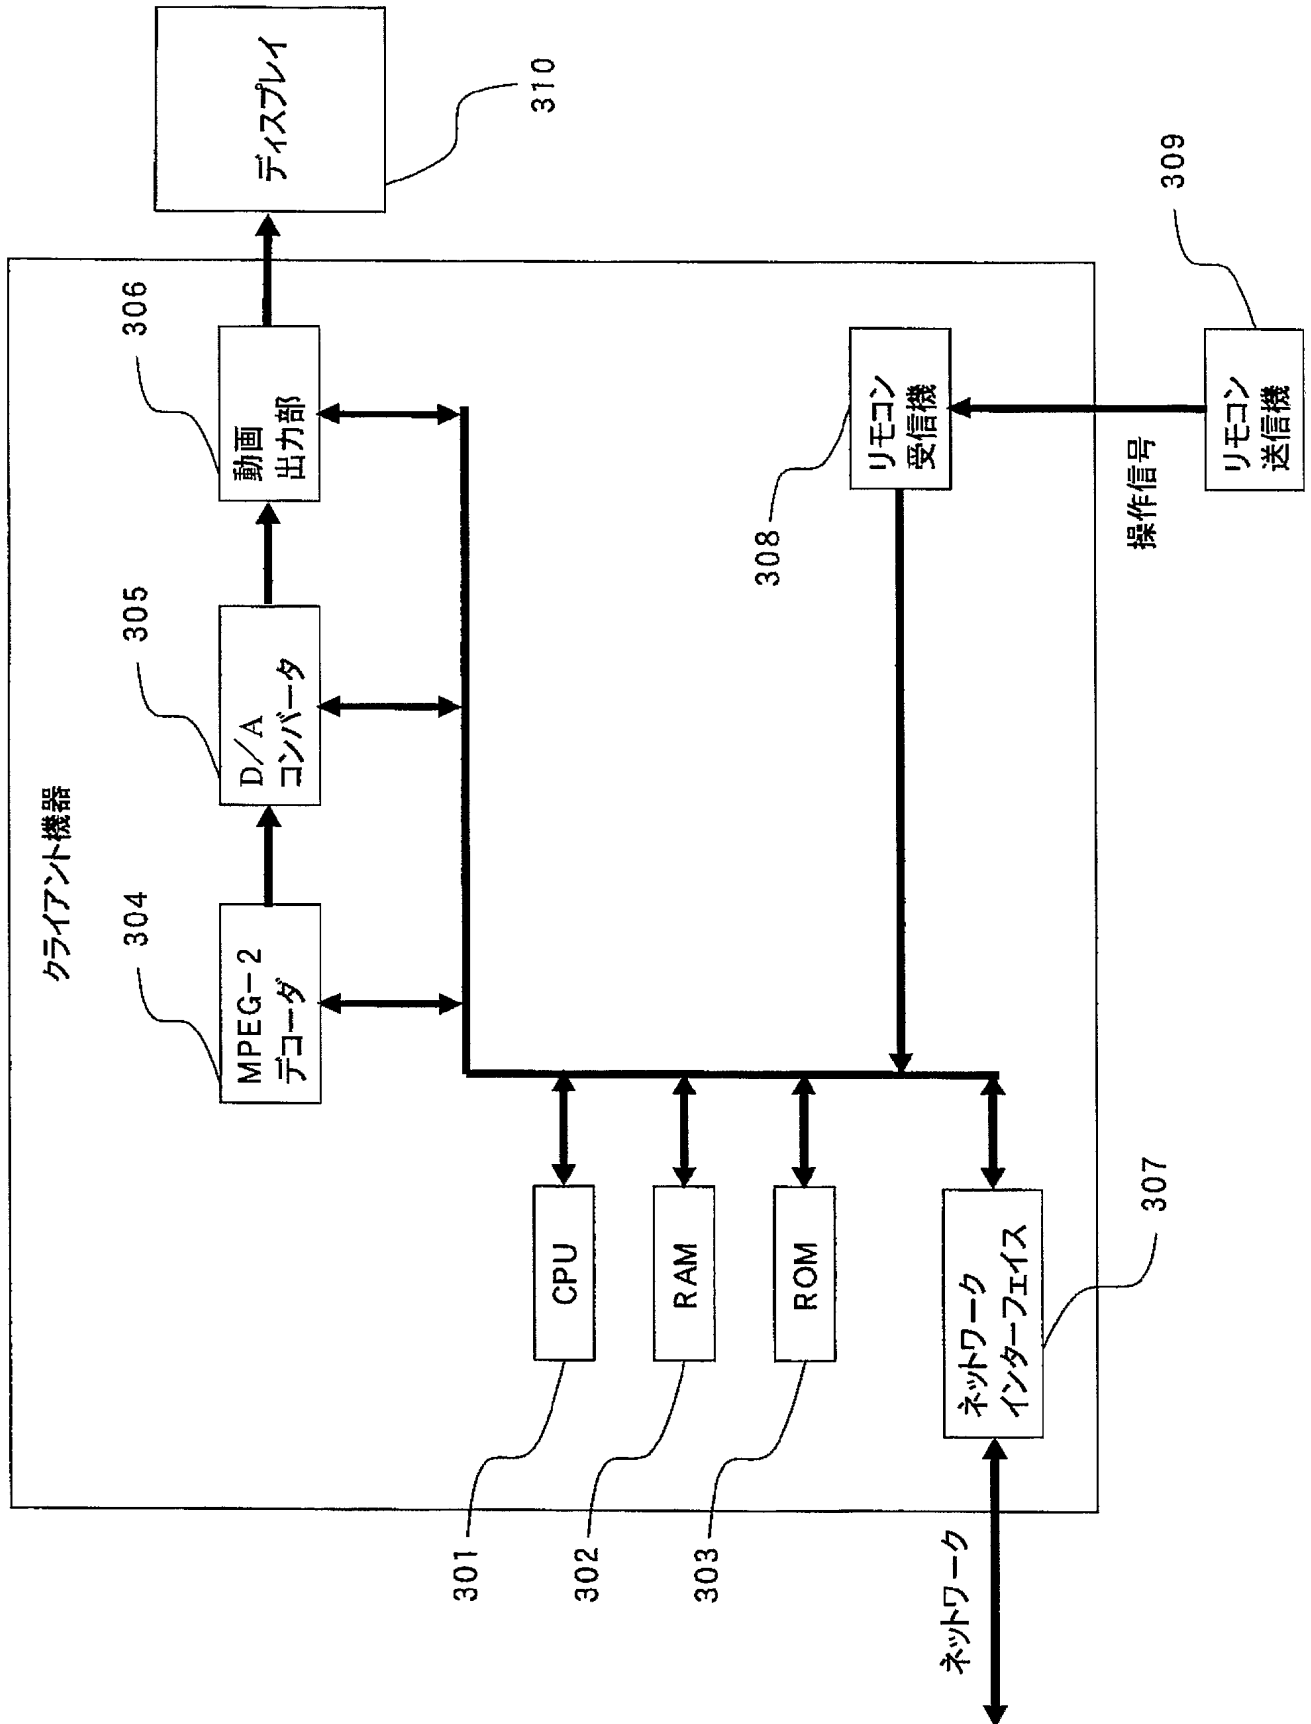 クライアント機器
304
MPEG-2
デコーダ
305
D/A
コンバータ
306
動画
出力部
ディスプレイ
310
301
CPU
302
RAM
303
ROM
308
リモコン
受信機
ネットワーク
ネットワーク
インターフェイス
307
操作信号
リモコン
送信機
309